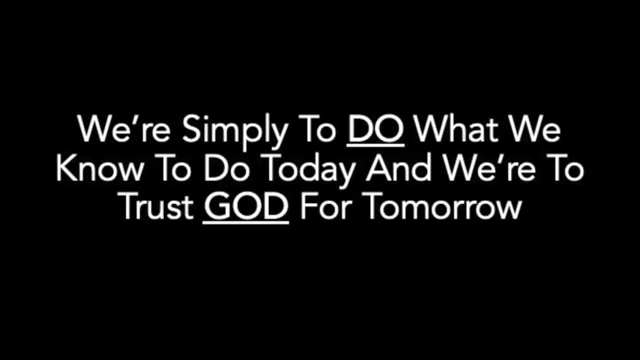 We’re Simply To DO What We
Know To Do Today And We’re To
Trust GOD For Tomorrow